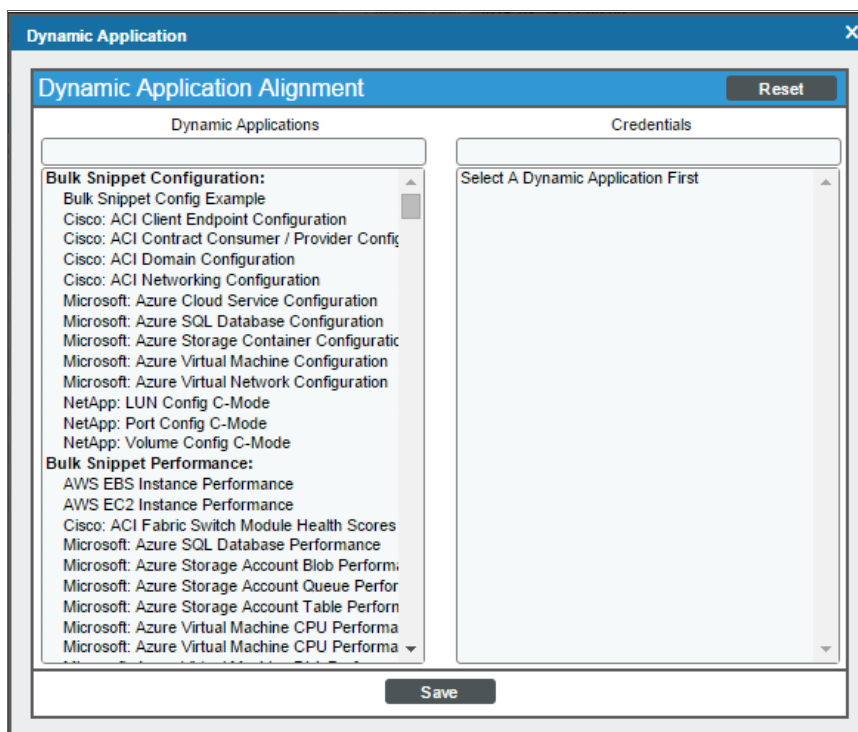 Dynamic Application
Dynamic Application Alignment
Reset
Dynamic Applications
Credentials
Bulk Snippet Configuration:
Bulk Snippet Config Example
Cisco: ACI Client Endpoint Configuration
Cisco: ACI Contract Consumer / Provider Config
Cisco: ACI Domain Configuration
Cisco: ACI Networking Configuration
Microsoft: Azure Cloud Service Configuration
Microsoft: Azure SQL Database Configuration
Microsoft: Azure Storage Container Configuratic
Microsoft: Azure Virtual Machine Configuration
Microsoft: Azure Virtual Network Configuration
NetApp: LUN Config C-Mode
NetApp: Port Config C-Mode
NetApp: Volume Config C-Mode
Bulk Snippet Performance:
AWS EBS Instance Performance
AWS EC2 Instance Performance
Cisco: ACI Fabric Switch Module Health Scores
Microsoft: Azure SQL Database Performance
Microsoft: Azure Storage Account Blob Performa
Microsoft: Azure Storage Account Queue Perfor
Microsoft: Azure Storage Account Table Perforn
Microsoft: Azure Virtual Machine CPU Performa
Microsoft: Azure Virtual Machine CPU Performa
Select A Dynamic Application First
Save